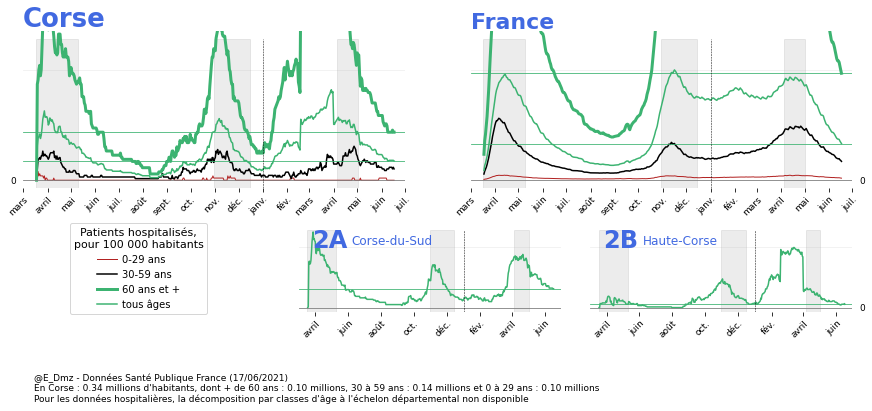 Corse
France
0
mars avril mai juin juil. août sept. oct. nov. déc. janv. fév. mars avril mai juin juil.
mars avril mai juin juil. août sept. oct. nov. déc. janv. fév. mars avril mai juin juil.
0
Patients hospitalisés,
pour 100 000 habitants
0-29 ans
30-59 ans
60 ans et +
tous âges
2A Corse-du-Sud
avril juin août oct. déc. fév. avril juin
2B Haute-Corse
avril juin août oct. déc. fév. avril juin
0
@E_Dmz - Données Santé Publique France (17/06/2021)
En Corse : 0.34 millions d'habitants, dont + de 60 ans : 0.10 millions, 30 à 59 ans : 0.14 millions et 0 à 29 ans : 0.10 millions
Pour les données hospitalières, la décomposition par classes d'âge à l'échelon départemental non disponible